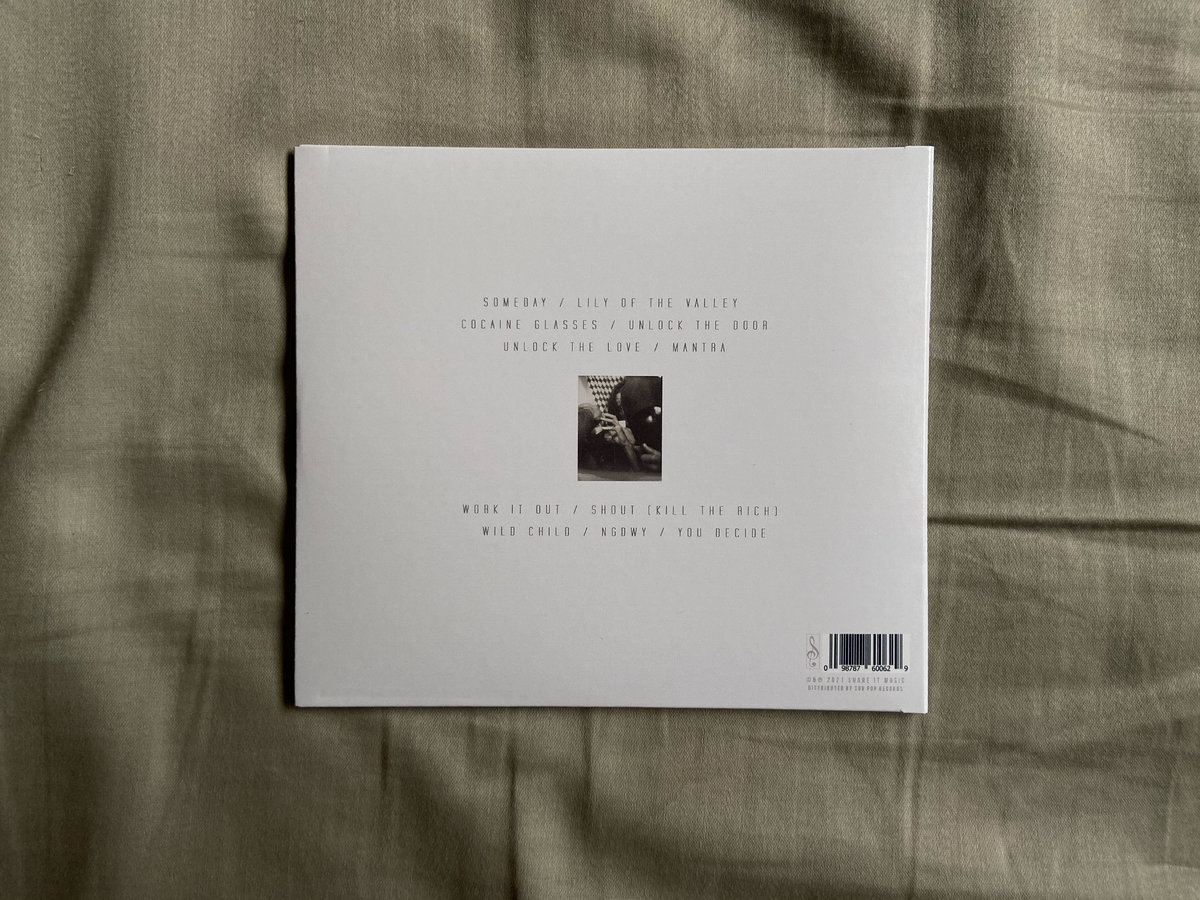 SOMEDAY / LILY OF THE VALLEY
COCAINE GLASSES / UNLOCK THE DOOR
UNLOCK THE LOVE / MANTRA
WORK IT OUT / SHOUT (KILL THE RICH)
WILD CHILD / NGDWY / YOU DECIDE
0 98787 60062 9
©&℗ 2021 SHARE IT MUSIC
DISTRIBUTED BY SUB POP RECORDS